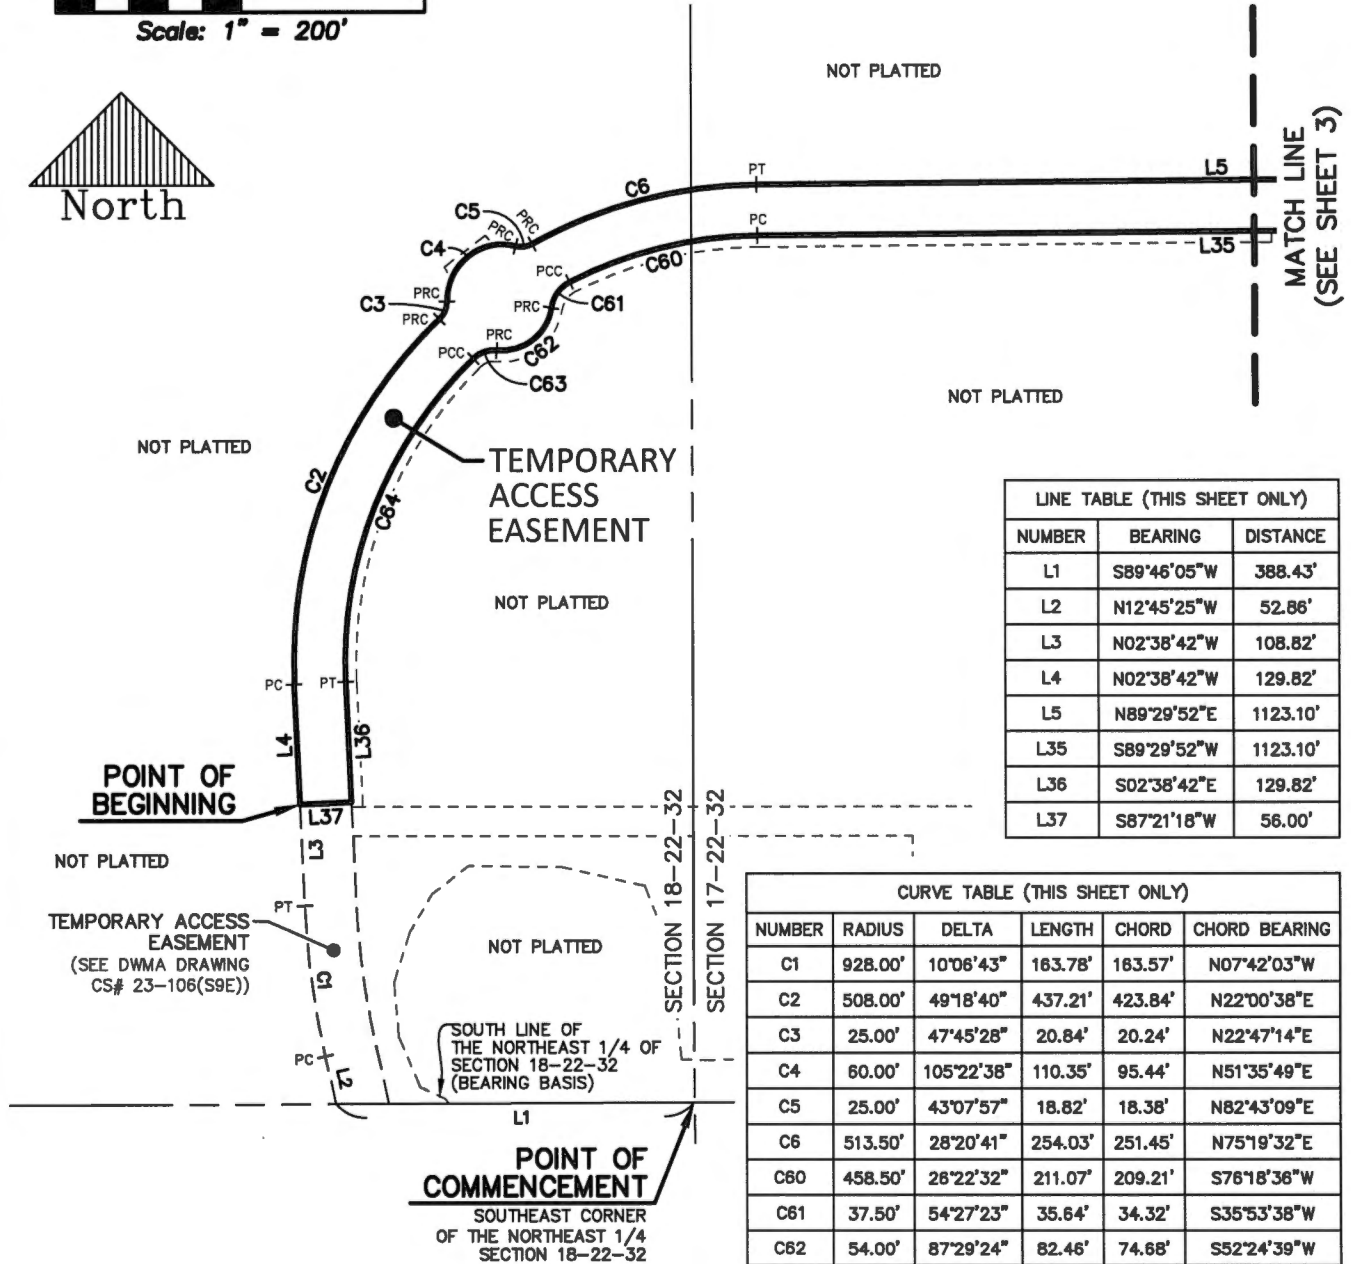 Scale: 1" = 200'
North
NOT PLATTED
MATCH LINE
(SEE SHEET 3)
L5
PT
C6
C5
PRC
PRC
C4
PC
L35
C60
PCC
C61
PRC
C3
PRC
PRC
PRC
C62
PCC
C63
NOT PLATTED
NOT PLATTED
TEMPORARY
ACCESS
EASEMENT
C2
C64
NOT PLATTED
PC
PT
L4
L36
POINT OF
BEGINNING
L37
L3
NOT PLATTED
PT
TEMPORARY ACCESS
EASEMENT
(SEE DWMA DRAWING
CS# 23-106(S9E))
C1
NOT PLATTED
SECTION 18-22-32
SECTION 17-22-32
PC
L2
SOUTH LINE OF
THE NORTHEAST 1/4 OF
SECTION 18-22-32
(BEARING BASIS)
L1
POINT OF
COMMENCEMENT
SOUTHEAST CORNER
OF THE NORTHEAST 1/4
SECTION 18-22-32
LINE TABLE (THIS SHEET ONLY)
NUMBER BEARING DISTANCE
L1 S89°46'05"W 388.43'
L2 N12°45'25"W 52.86'
L3 N02°38'42"W 108.82'
L4 N02°38'42"W 129.82'
L5 N89°29'52"E 1123.10'
L35 S89°29'52"W 1123.10'
L36 S02°38'42"E 129.82'
L37 S87°21'18"W 56.00'
CURVE TABLE (THIS SHEET ONLY)
NUMBER RADIUS DELTA LENGTH CHORD CHORD BEARING
C1 928.00' 10°06'43" 163.78' 163.57' N07°42'03"W
C2 508.00' 49°18'40" 437.21' 423.84' N22°00'38"E
C3 25.00' 47°45'28" 20.84' 20.24' N22°47'14"E
C4 60.00' 105°22'38" 110.35' 95.44' N51°35'49"E
C5 25.00' 43°07'57" 18.82' 18.38' N82°43'09"E
C6 513.50' 28°20'41" 254.03' 251.45' N75°19'32"E
C60 458.50' 26°22'32" 211.07' 209.21' S76°18'36"W
C61 37.50' 54°27'23" 35.64' 34.32' S35°53'38"W
C62 54.00' 87°29'24" 82.46' 74.68' S52°24'39"W